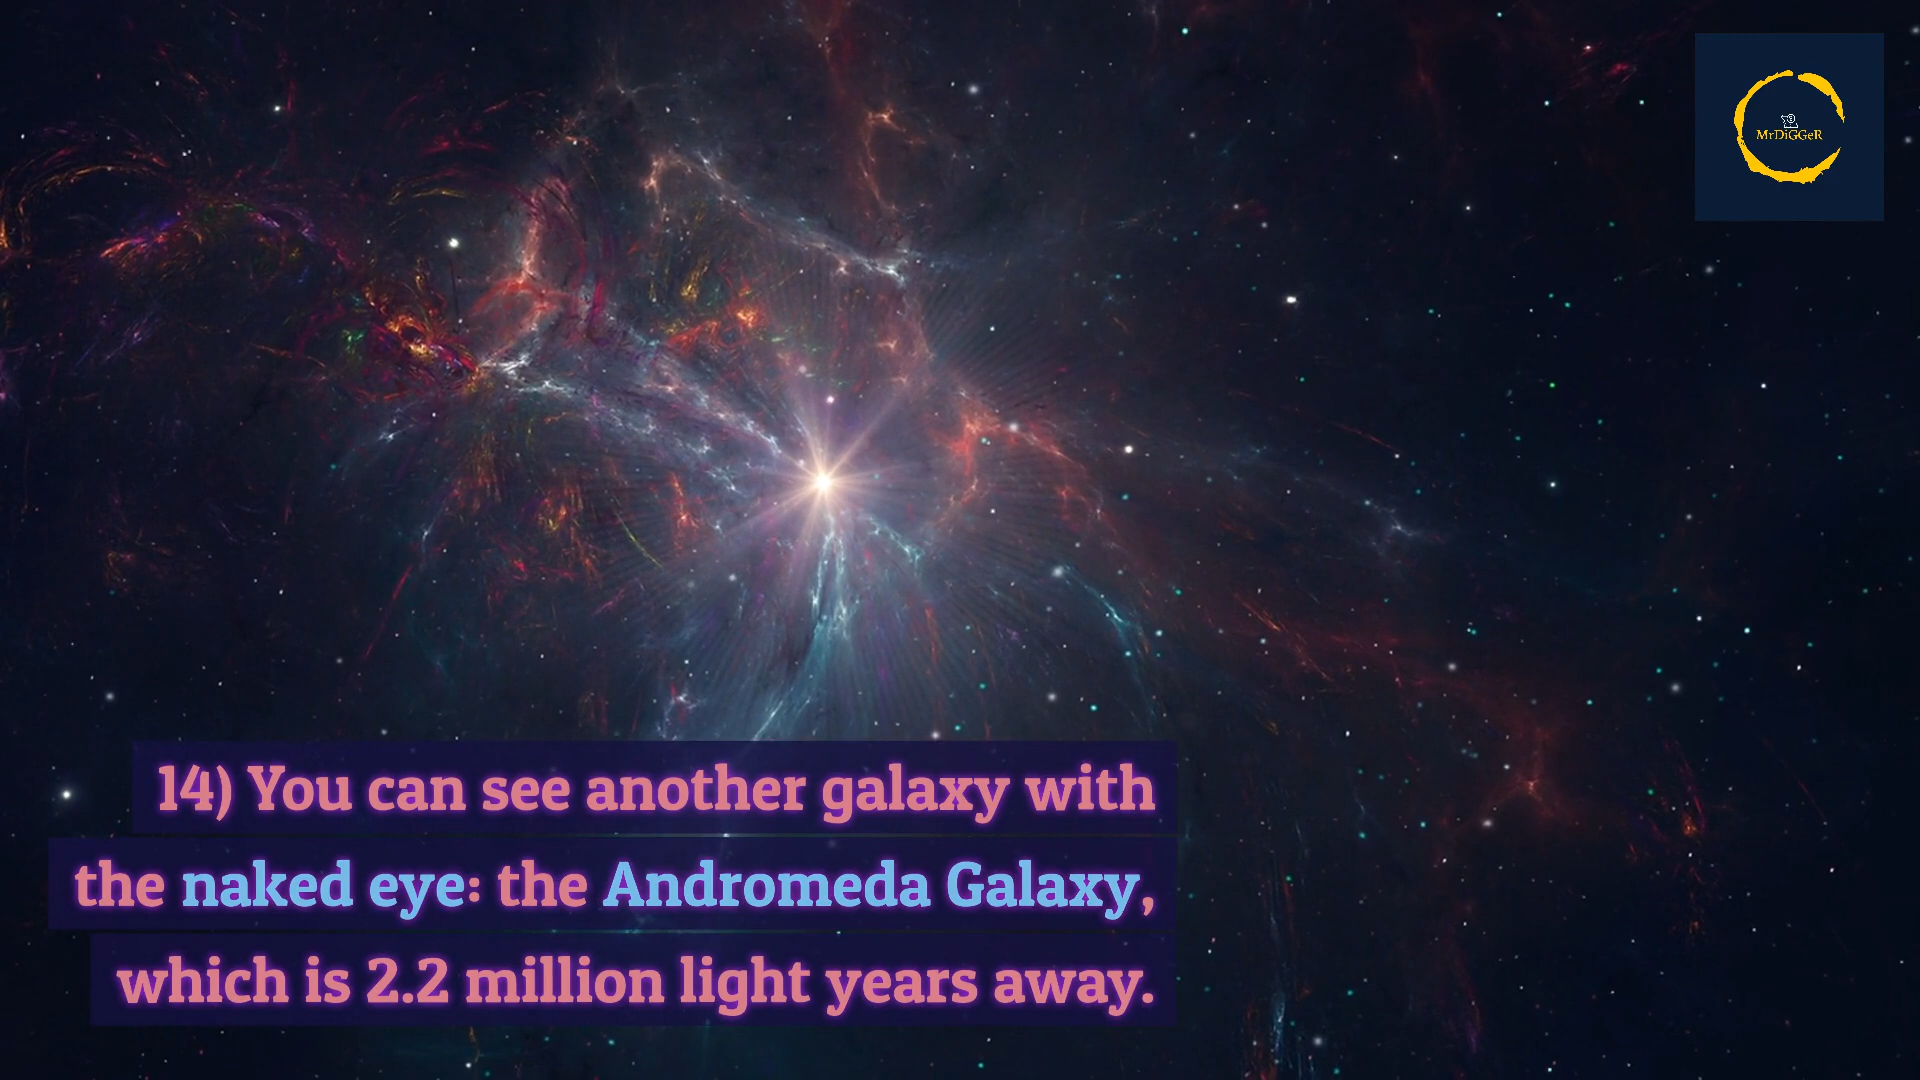 MrDiGGeR
14) You can see another galaxy with
the naked eye: the Andromeda Galaxy,
which is 2.2 million light years away.